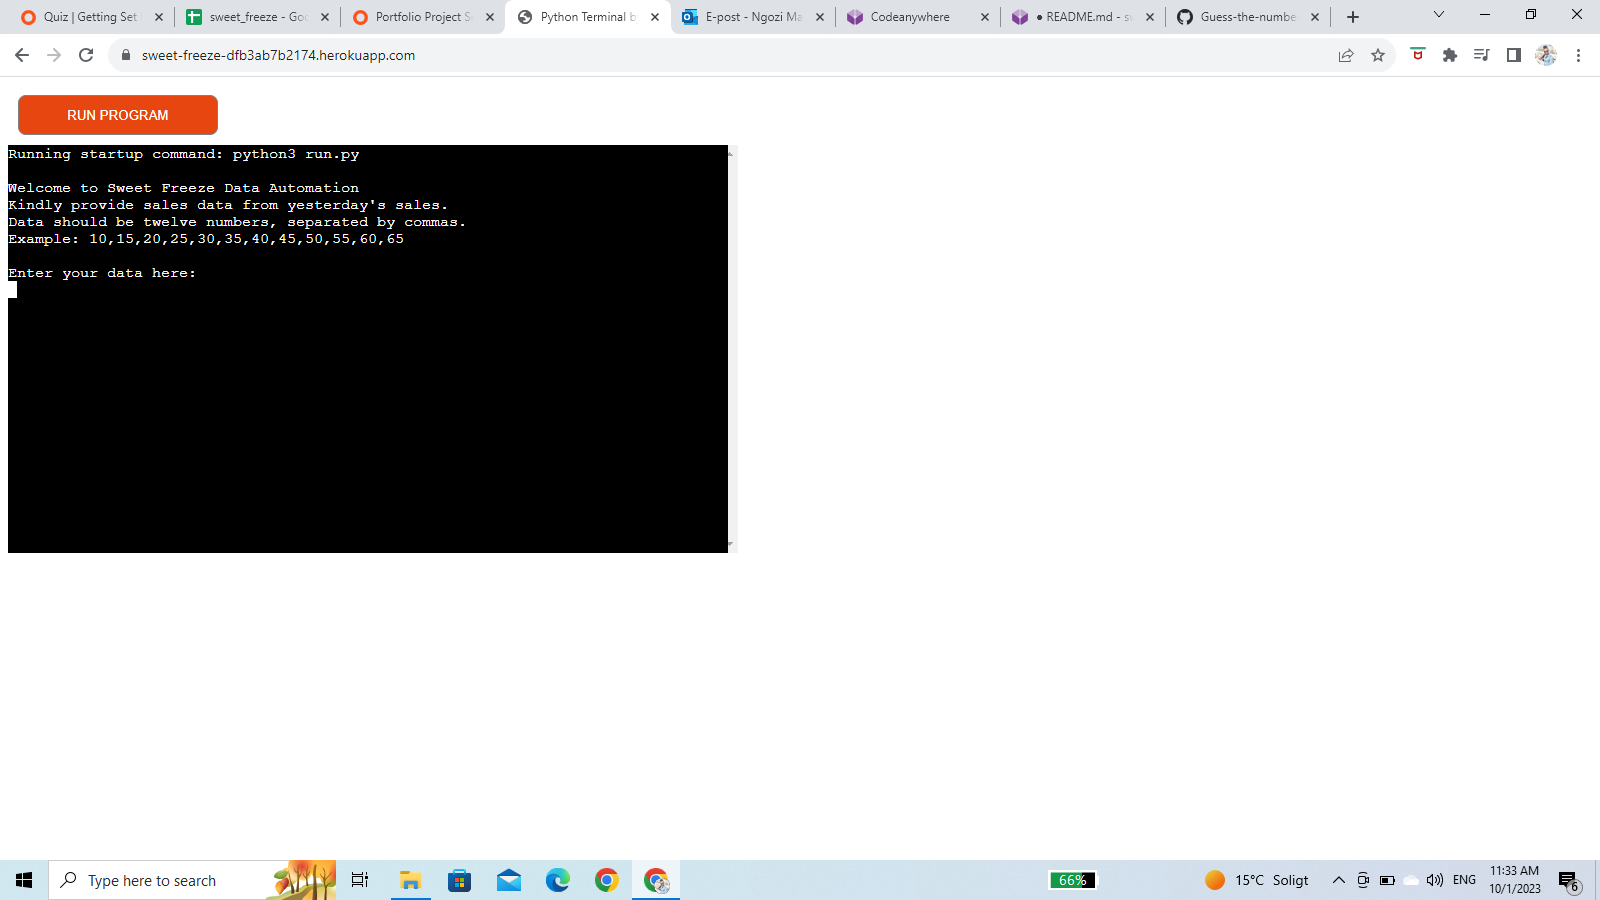 Quiz | Getting Set
sweet_freeze - Goo
Portfolio Project S
Python Terminal b
E-post - Ngozi Ma
Codeanywhere
● README.md - s
Guess-the-numbe
sweet-freeze-dfb3ab7b2174.herokuapp.com
RUN PROGRAM
Running startup command: python3 run.py
Welcome to Sweet Freeze Data Automation
Kindly provide sales data from yesterday's sales.
Data should be twelve numbers, separated by commas.
Example: 10,15,20,25,30,35,40,45,50,55,60,65
Enter your data here:
Type here to search
66%
15°C Soligt
ENG
11:33 AM
10/1/2023
6